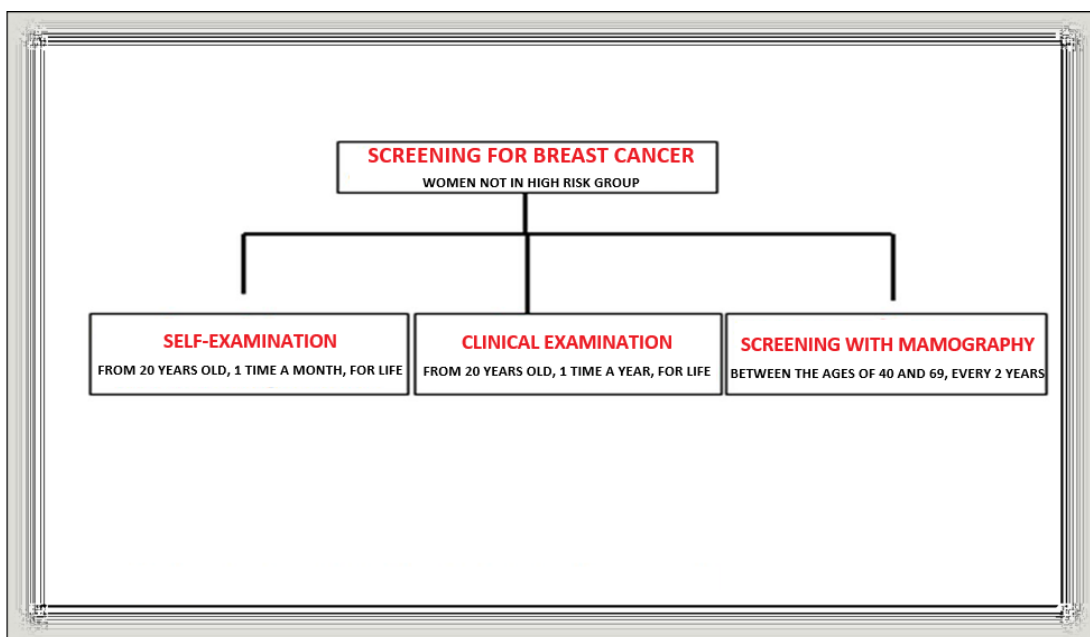 SCREENING FOR BREAST CANCER
WOMEN NOT IN HIGH RISK GROUP
SELF-EXAMINATION
FROM 20 YEARS OLD, 1 TIME A MONTH, FOR LIFE
CLINICAL EXAMINATION
FROM 20 YEARS OLD, 1 TIME A YEAR, FOR LIFE
SCREENING WITH MAMOGRAPHY
BETWEEN THE AGES OF 40 AND 69, EVERY 2 YEARS